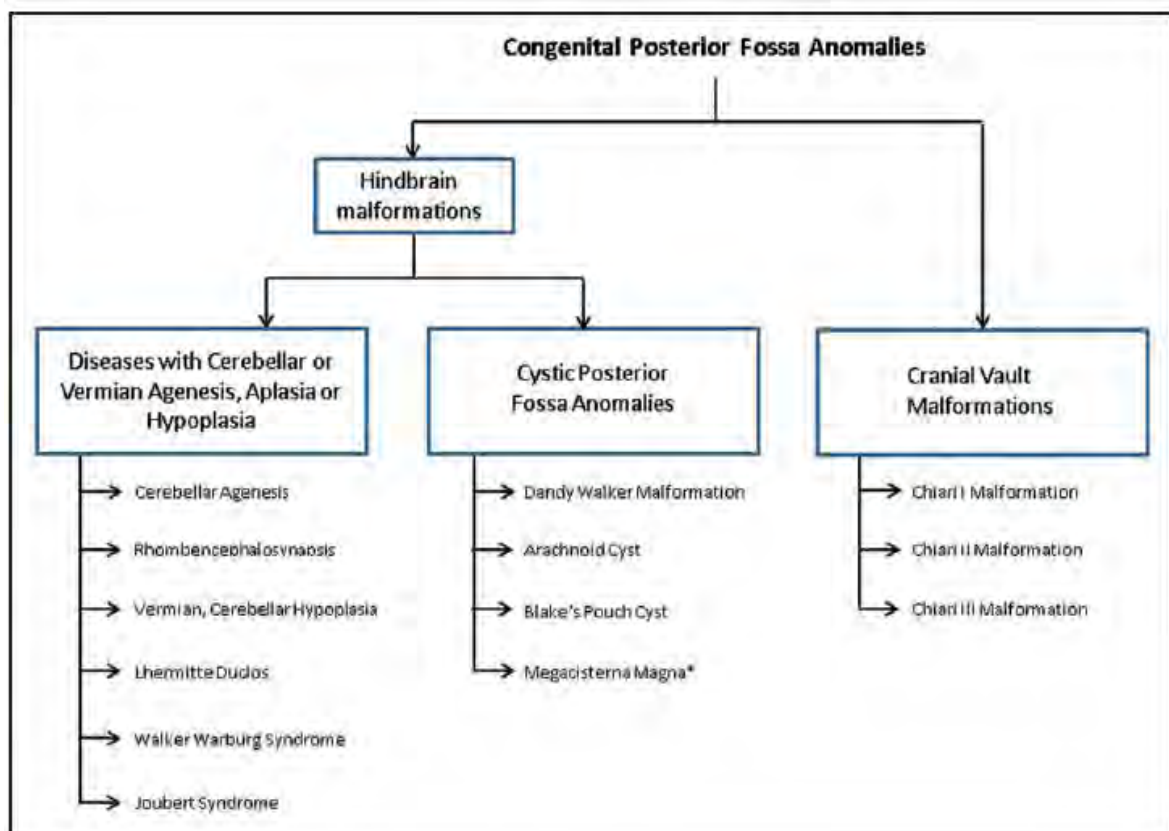 Congenital Posterior Fossa Anomalies
Hindbrain
malformations
Diseases with Cerebellar or
Vermian Agenesis, Aplasia or
Hypoplasia
Cerebellar Agenesis
Rhombencephalosynapsis
Vermian, Cerebellar Hypoplasia
Lhermitte Duclos
Walker Warburg Syndrome
Joubert Syndrome
Cystic Posterior
Fossa Anomalies
Dandy Walker Malformation
Arachnoid Cyst
Blake's Pouch Cyst
Megacisterna Magna*
Cranial Vault
Malformations
Chiari I Malformation
Chiari II Malformation
Chiari III Malformation